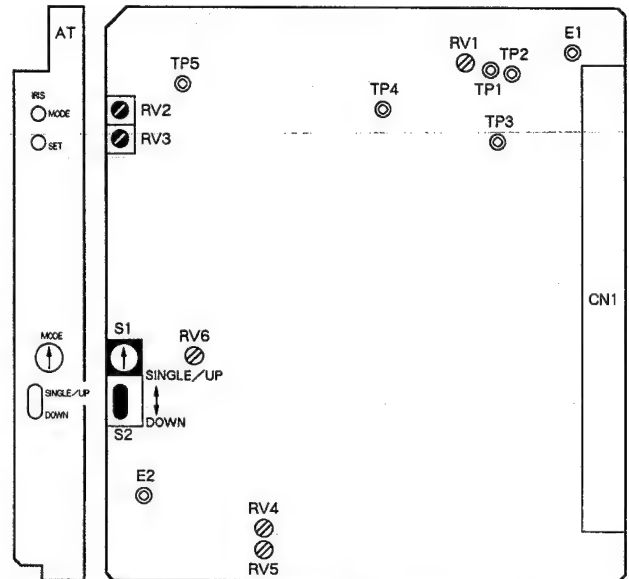 AT
IRIS
MODE
SET
MODE
SINGLE/UP
DOWN
E1
RV1
TP2
TP5
TP1
TP4
RV2
TP3
RV3
CN1
S1
RV6
SINGLE/UP
DOWN
S2
E2
RV4
RV5